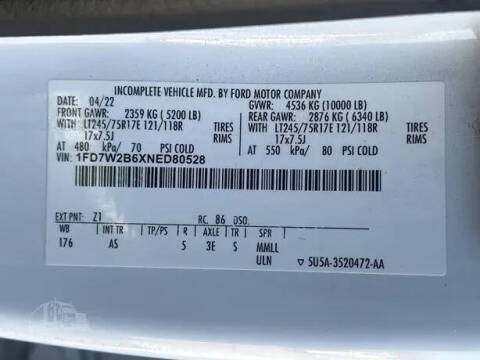 INCOMPLETE VEHICLE MFG. BY FORD MOTOR COMPANY
DATE: 04/22 GVWR: 4536 KG (10000 LB)
FRONT GAWR: 2359 KG ( 5200 LB) REAR GAWR: 2876 KG ( 6340 LB)
WITH LT245/75R17E 121/118R TIRES WITH LT245/75R17E 121/118R TIRES
17x7.5J RIMS 17x7.5J RIMS
AT 480 kPa/ 70 PSI COLD AT 550 kPa/ 80 PSI COLD
VIN: 1FD7W2B6XNED80528
EXT PNT: Z1 RC: 86 DSO:
WB INT TR TP/PS R AXLE TR SPR MMLL
176 AS 5 3E S ULN 5U5A-3520472-AA